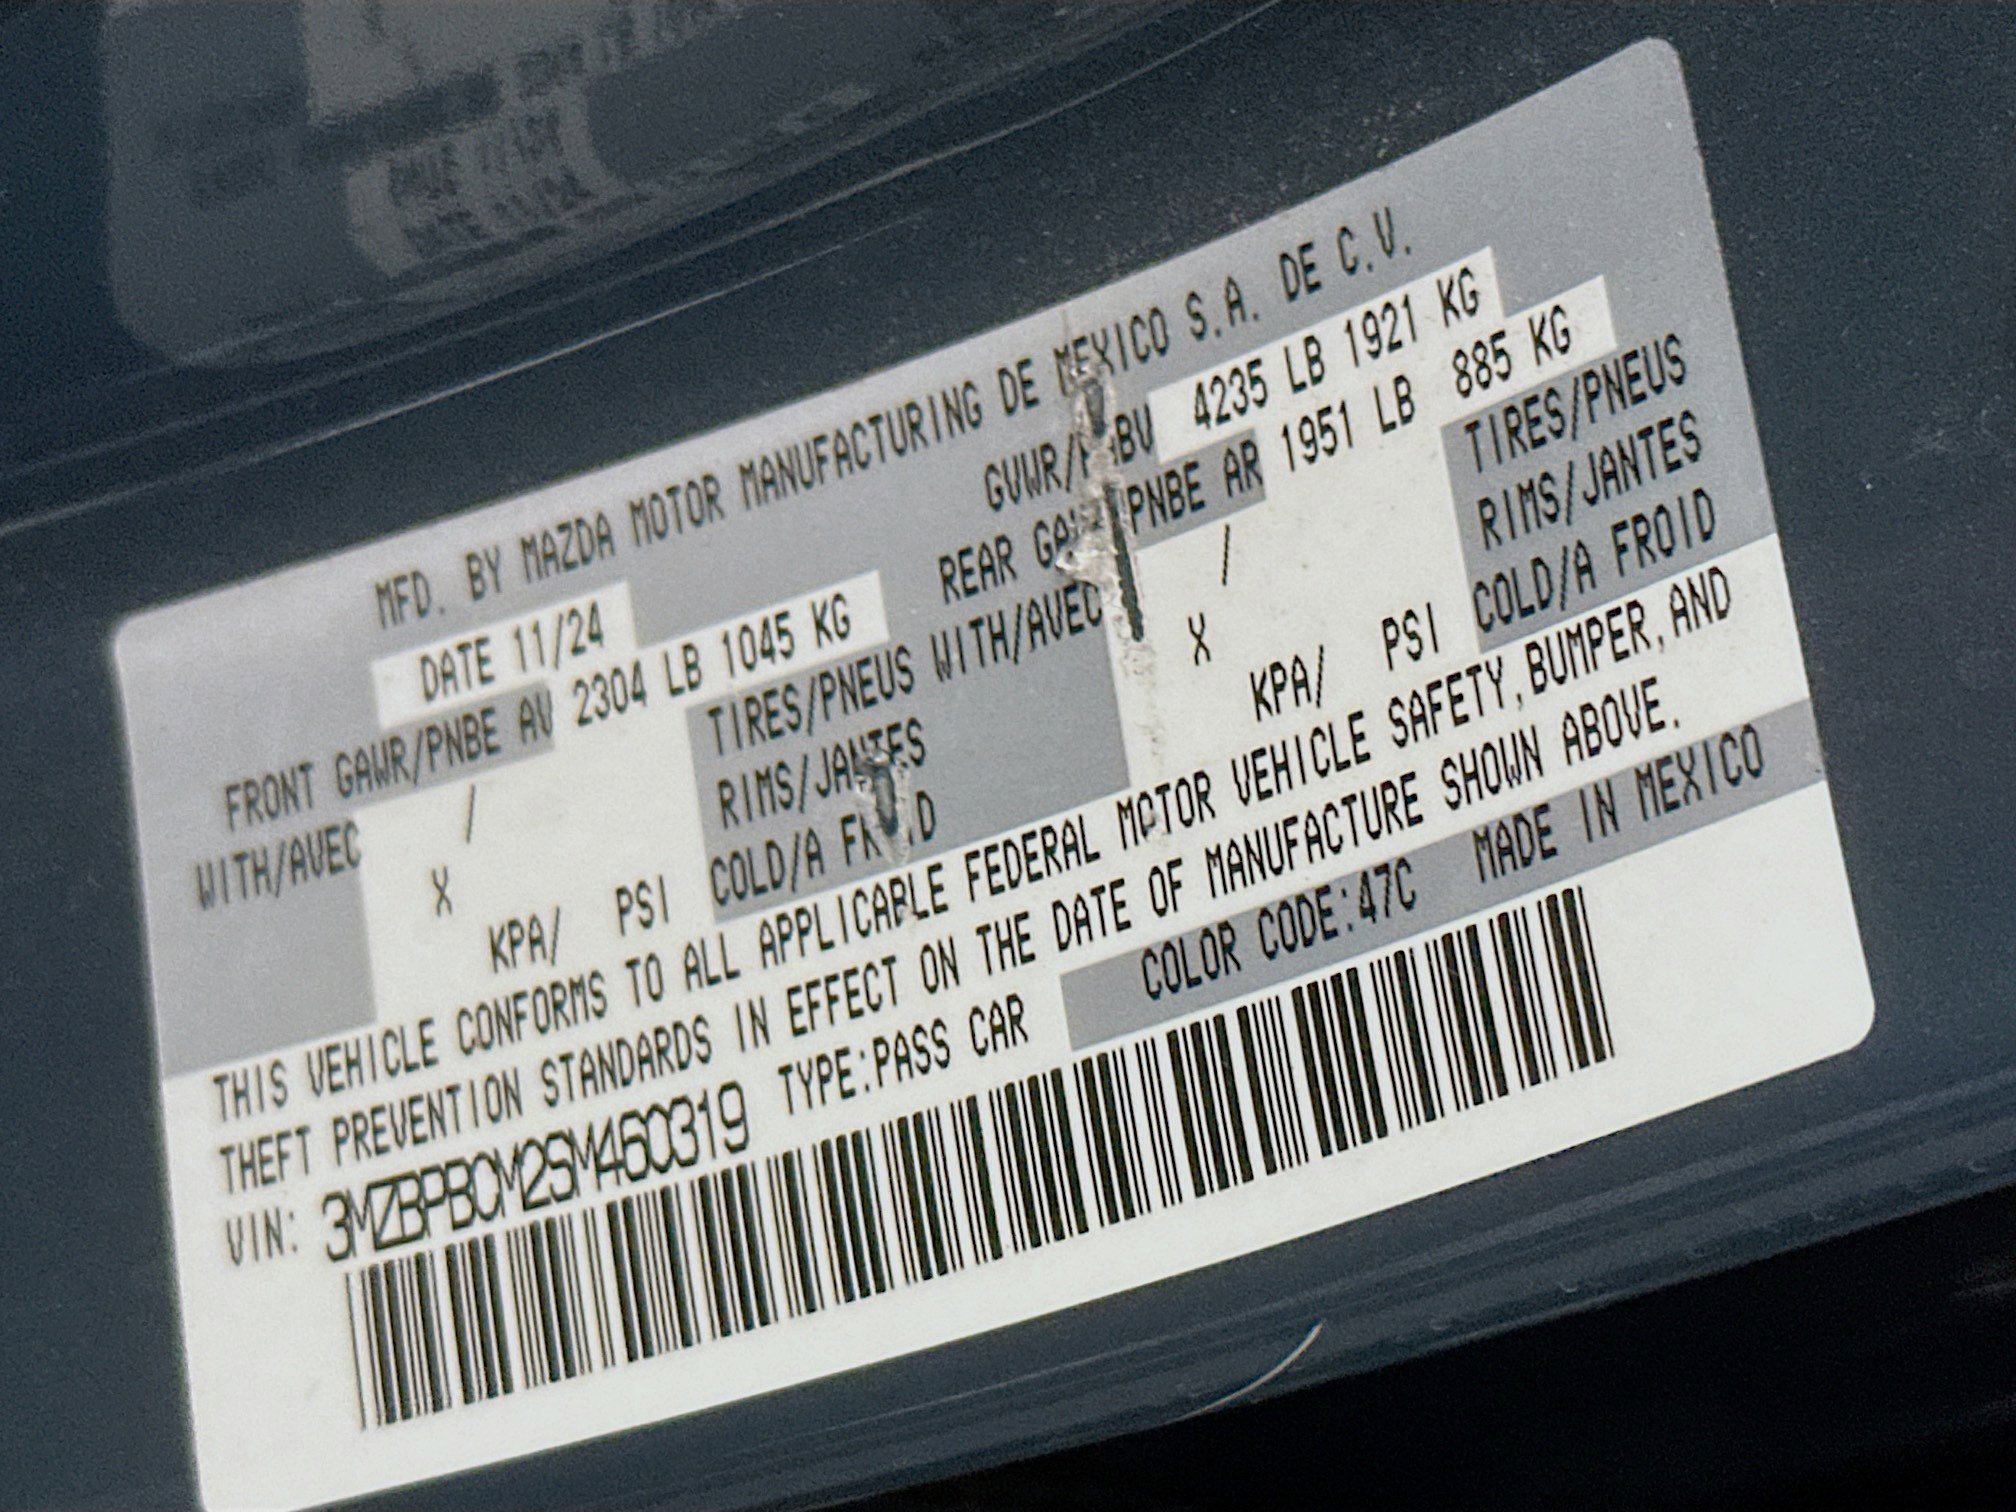 MFD. BY MAZDA MOTOR MANUFACTURING DE MEXICO S.A. DE C.V.
DATE 11/24
GVWR/PNBV 4235 LB 1921 KG
FRONT GAWR/PNBE AV 2304 LB 1045 KG
REAR GAWR/PNBE AR 1951 LB 885 KG
WITH/AVEC / TIRES/PNEUS
WITH/AVEC / TIRES/PNEUS
X RIMS/JANTES
X RIMS/JANTES
KPA/ PSI COLD/A FROID
KPA/ PSI COLD/A FROID
THIS VEHICLE CONFORMS TO ALL APPLICABLE FEDERAL MOTOR VEHICLE SAFETY, BUMPER, AND
THEFT PREVENTION STANDARDS IN EFFECT ON THE DATE OF MANUFACTURE SHOWN ABOVE.
VIN: 3MZBPBCM2SM460319 TYPE:PASS CAR COLOR CODE:47C MADE IN MEXICO